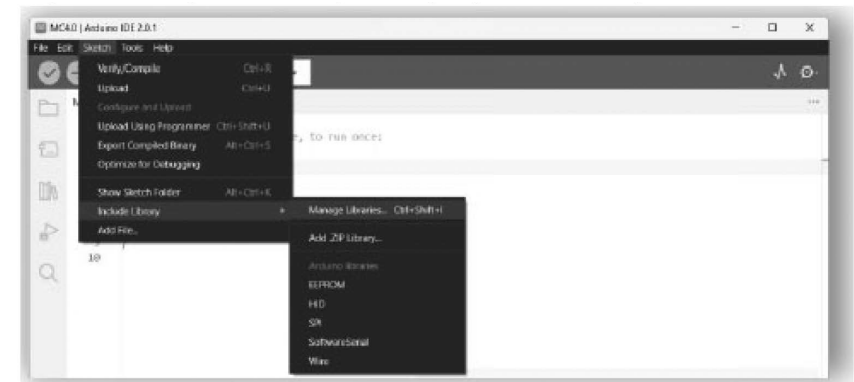 MC4.0 | Arduino IDE 2.0.1
File Edit Sketch Tools Help
Verify/Compile Ctrl+R
Upload Ctrl+U
Configure and Upload
Upload Using Programmer Ctrl+Shift+U
Export Compiled Binary Alt+Ctrl+S
Optimize for Debugging
e, to run once:
Show Sketch Folder Alt+Ctrl+K
Include Library
Manage Libraries... Ctrl+Shift+I
Add File...
Add .ZIP Library...
10
Arduino libraries
EEPROM
HID
SPI
SoftwareSerial
Wire